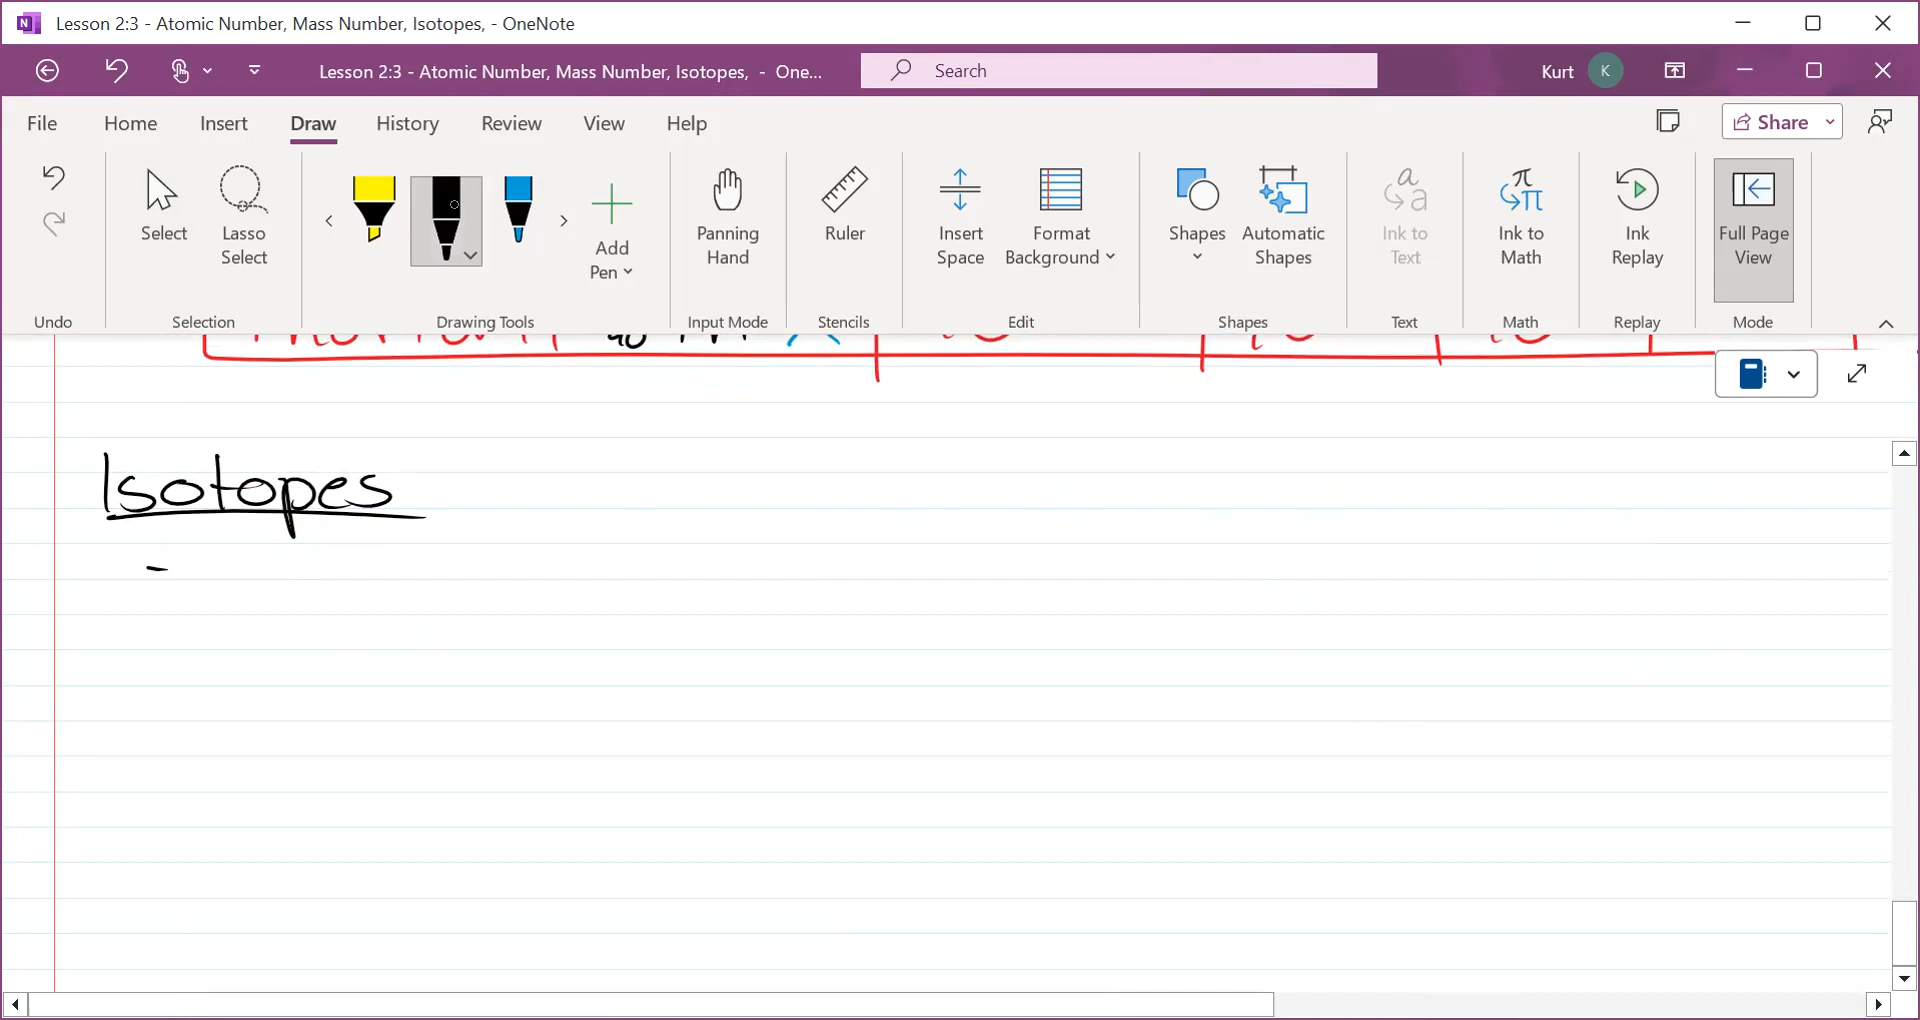 Lesson 2:3 - Atomic Number, Mass Number, Isotopes, - OneNote
Lesson 2:3 - Atomic Number, Mass Number, Isotopes, - One... Search Kurt K
File Home Insert Draw History Review View Help Share
Select Lasso Select Add Pen Panning Hand Ruler Insert Space Format Background Shapes Automatic Shapes Ink to Text Ink to Math Ink Replay Full Page View
Undo Selection Drawing Tools Input Mode Stencils Edit Shapes Text Math Replay Mode
Isotopes
-